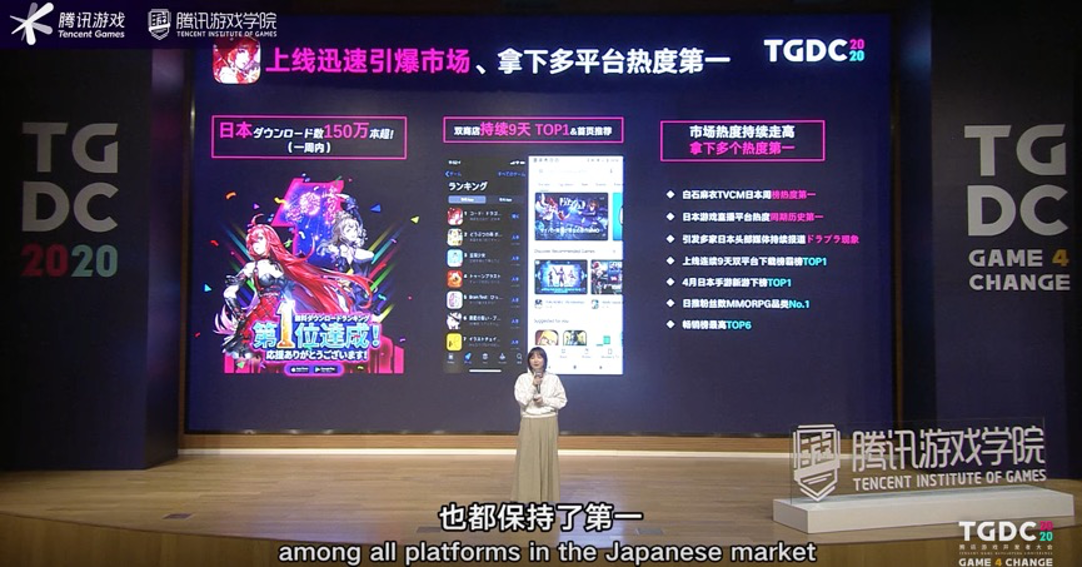 腾讯游戏
Tencent Games
腾讯游戏学院
TENCENT INSTITUTE OF GAMES
上线迅速引爆市场、拿下多平台热度第一
TGDC 2020
TG
DC
2020
日本ダウンロード数150万本超!
(一周内)
双商店持续9天 TOP1&首页推荐
市场热度持续走高
拿下多个热度第一
ランキング
白石麻衣TVCM日本周榜热度第一
日本游戏直播平台热度同期历史第一
引发多家日本头部媒体持续报道ドラブラ现象
上线连续9天双平台下载榜霸榜TOP1
4月日本手游新游下榜TOP1
日推粉丝数MMORPG品类No.1
畅销榜最高TOP6
第1位達成!
応援ありがとうございます!
TG
DC
GAME 4
CHANGE
腾讯游戏学院
TENCENT INSTITUTE OF GAMES
也都保持了第一
among all platforms in the Japanese market
TGDC 2020
腾讯游戏开发者大会
GAME 4 CHANGE